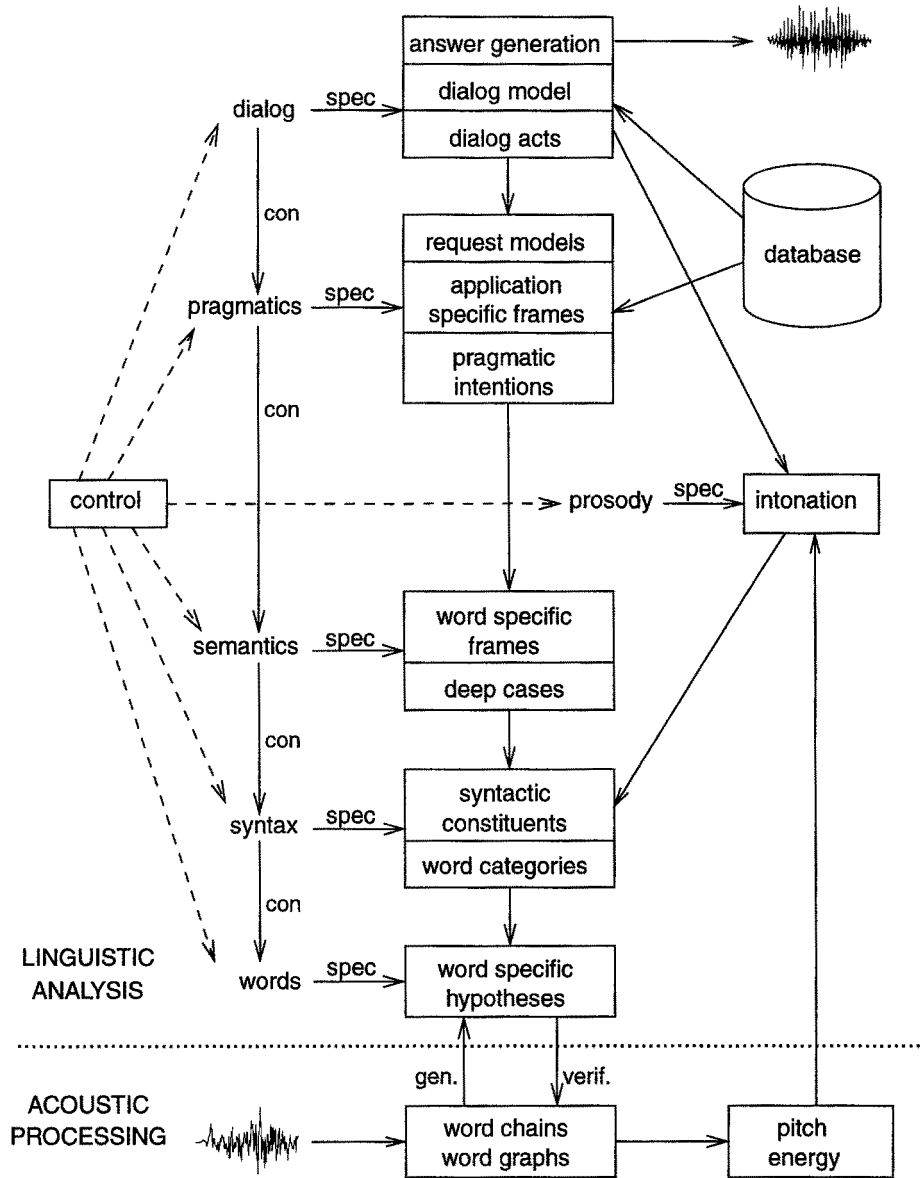 answer generation
dialog model
dialog acts
dialog
spec
con
request models
application
specific frames
pragmatic
intentions
database
pragmatics
spec
con
control
prosody
spec
intonation
word specific
frames
deep cases
semantics
spec
con
syntactic
constituents
word categories
syntax
spec
con
LINGUISTIC
ANALYSIS
words
spec
word specific
hypotheses
gen.
verif.
ACOUSTIC
PROCESSING
word chains
word graphs
pitch
energy